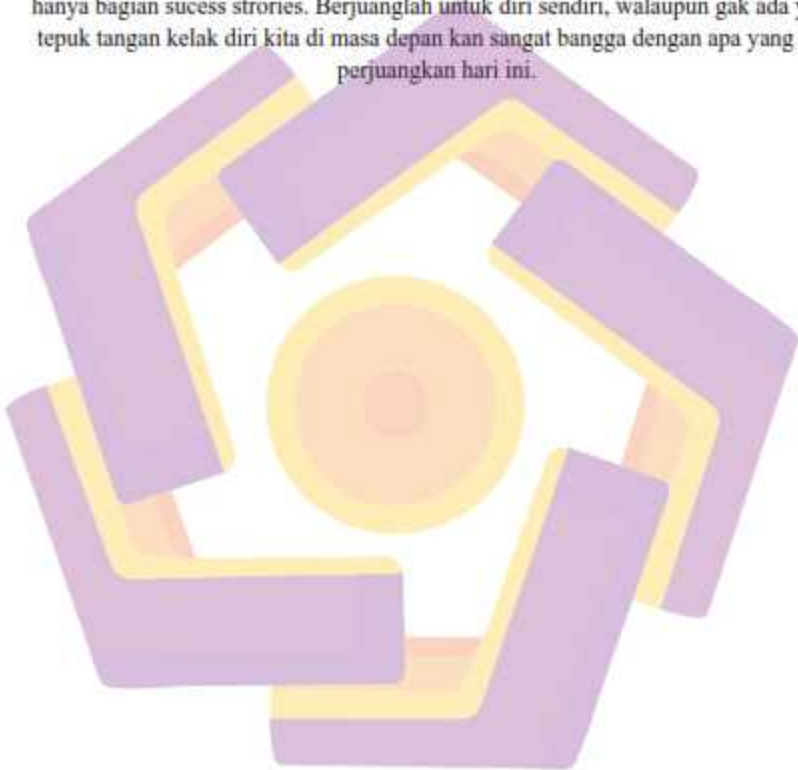 hanya bagian sucess strories. Berjuanglah untuk diri sendiri, walaupun gak ada
tepuk tangan kelak diri kita di masa depan kan sangat bangga dengan apa yang
perjuangkan hari ini.